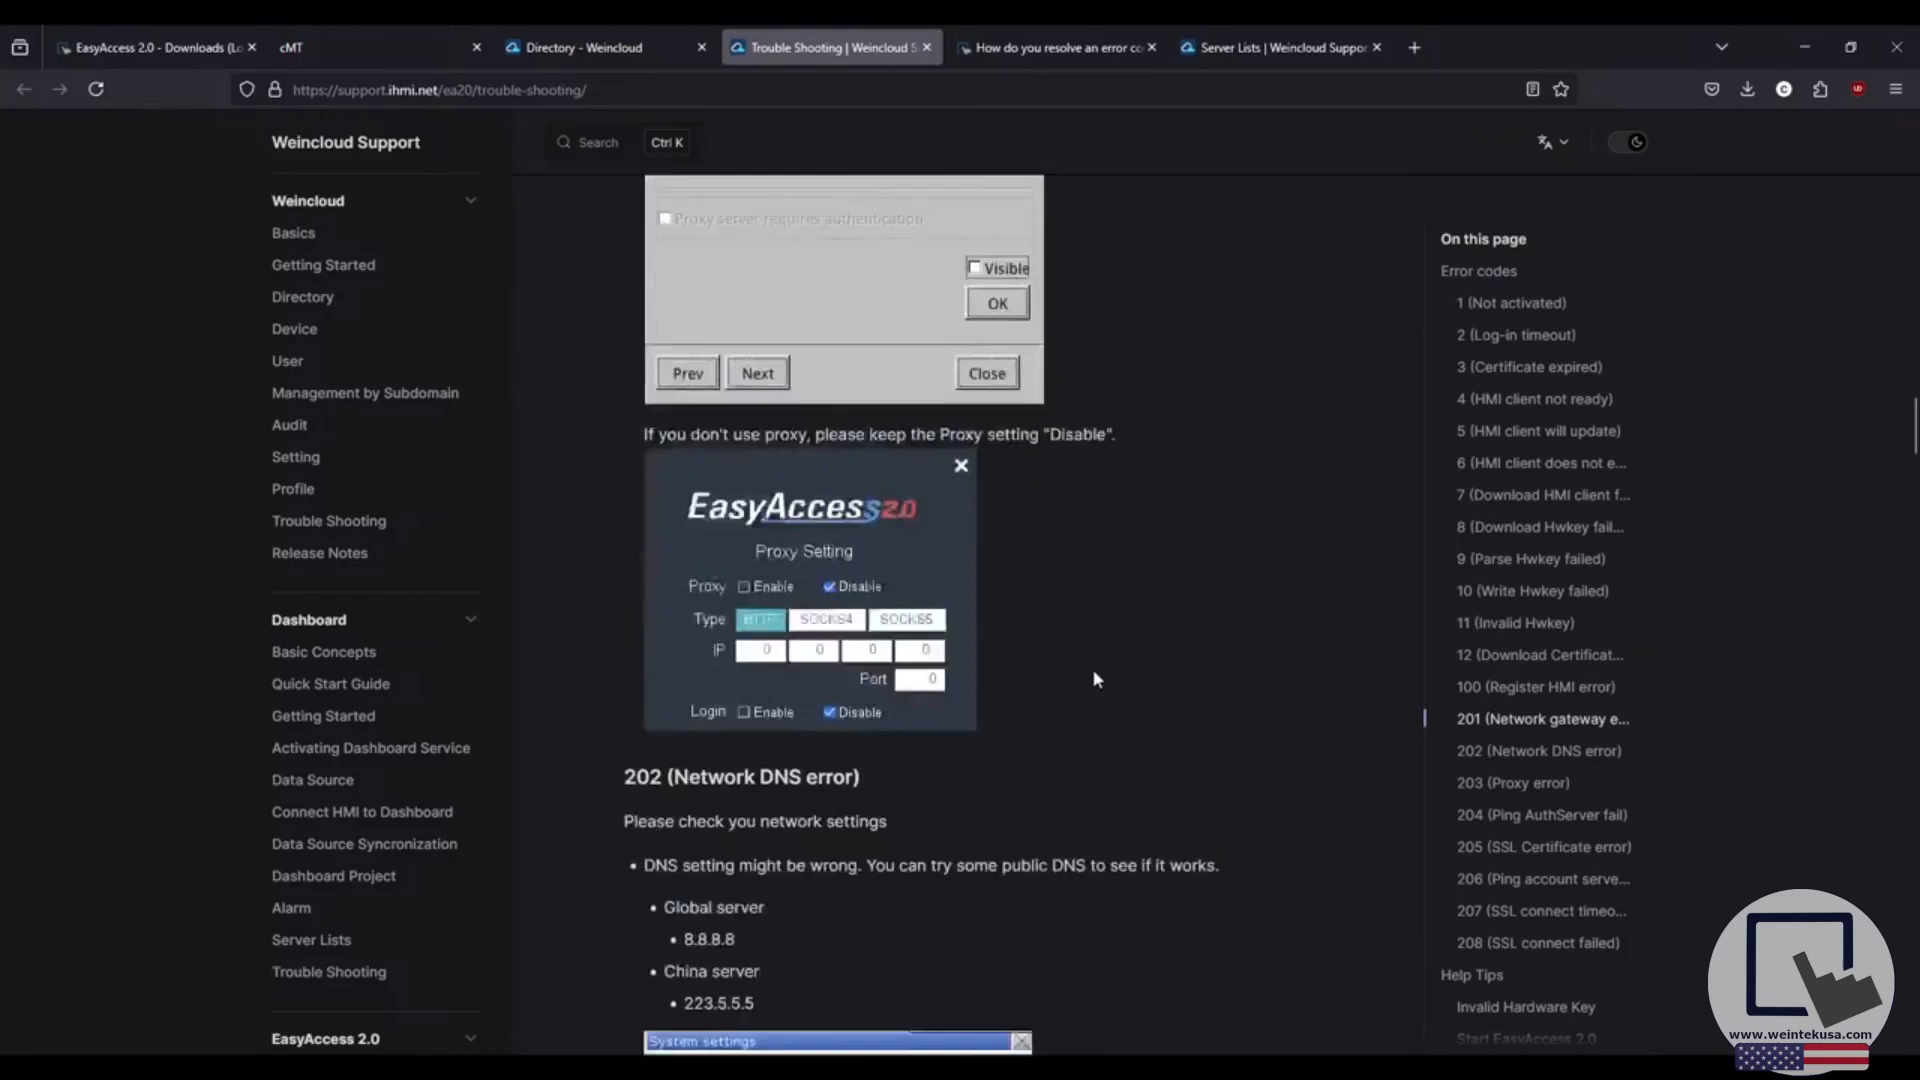 EasyAccess 2.0 - Downloads (Lo
cMT
Directory - Weincloud
Trouble Shooting | Weincloud S
How do you resolve an error co
Server Lists | Weincloud Suppor
https://support.ihmi.net/ea20/trouble-shooting/
Weincloud Support
Search
Ctrl K
Weincloud
Basics
Getting Started
Directory
Device
User
Management by Subdomain
Audit
Setting
Profile
Trouble Shooting
Release Notes
Dashboard
Basic Concepts
Quick Start Guide
Getting Started
Activating Dashboard Service
Data Source
Connect HMI to Dashboard
Data Source Syncronization
Dashboard Project
Alarm
Server Lists
Trouble Shooting
EasyAccess 2.0
Proxy server requires authentication
Visible
OK
Prev Next Close
If you don't use proxy, please keep the Proxy setting "Disable".
EasyAccess2.0
Proxy Setting
Proxy Enable Disable
Type HTTP SOCKS4 SOCKS5
IP 0 0 0 0
Port 0
Login Enable Disable
202 (Network DNS error)
Please check you network settings
• DNS setting might be wrong. You can try some public DNS to see if it works.
• Global server
• 8.8.8.8
• China server
• 223.5.5.5
System settings
On this page
Error codes
1 (Not activated)
2 (Log-in timeout)
3 (Certificate expired)
4 (HMI client not ready)
5 (HMI client will update)
6 (HMI client does not e...
7 (Download HMI client f...
8 (Download Hwkey fail...
9 (Parse Hwkey failed)
10 (Write Hwkey failed)
11 (Invalid Hwkey)
12 (Download Certificat...
100 (Register HMI error)
201 (Network gateway e...
202 (Network DNS error)
203 (Proxy error)
204 (Ping AuthServer fail)
205 (SSL Certificate error)
206 (Ping account serve...
207 (SSL connect timeo...
208 (SSL connect failed)
Help Tips
Invalid Hardware Key
Start EasyAccess 2.0
www.weintekusa.com